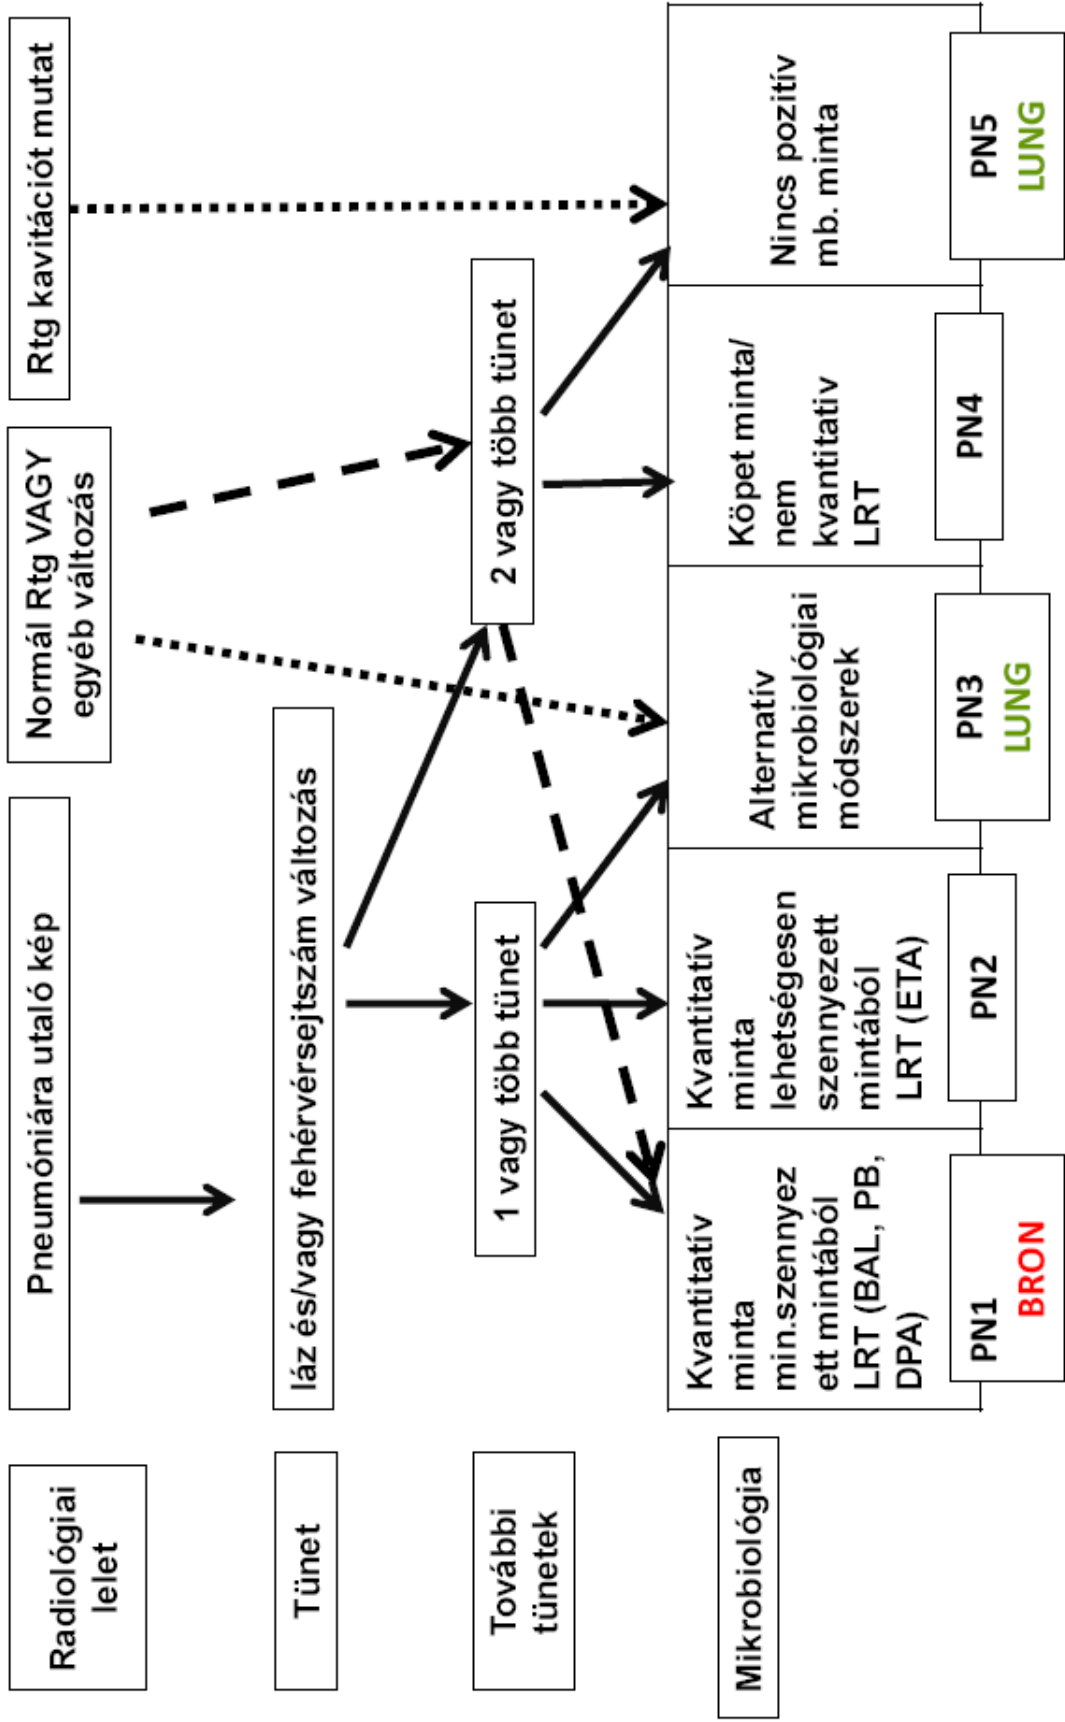 Radiológiai
lelet
Pneumóniára utaló kép
Normál Rtg VAGY
egyéb változás
Rtg kavitációt mutat
Tünet
láz és/vagy fehérvérsejtszám változás
További
tünetek
1 vagy több tünet
2 vagy több tünet
Mikrobiológia
Kvantitatív
minta
min.szennyez
ett mintából
LRT (BAL, PB,
DPA)
Kvantitatív
minta
lehetségesen
szennyezett
mintából
LRT (ETA)
Alternatív
mikrobiológiai
módszerek
Köpet minta/
nem
kvantitativ
LRT
Nincs pozitív
mb. minta
PN1
BRON
PN2
PN3
LUNG
PN4
PN5
LUNG